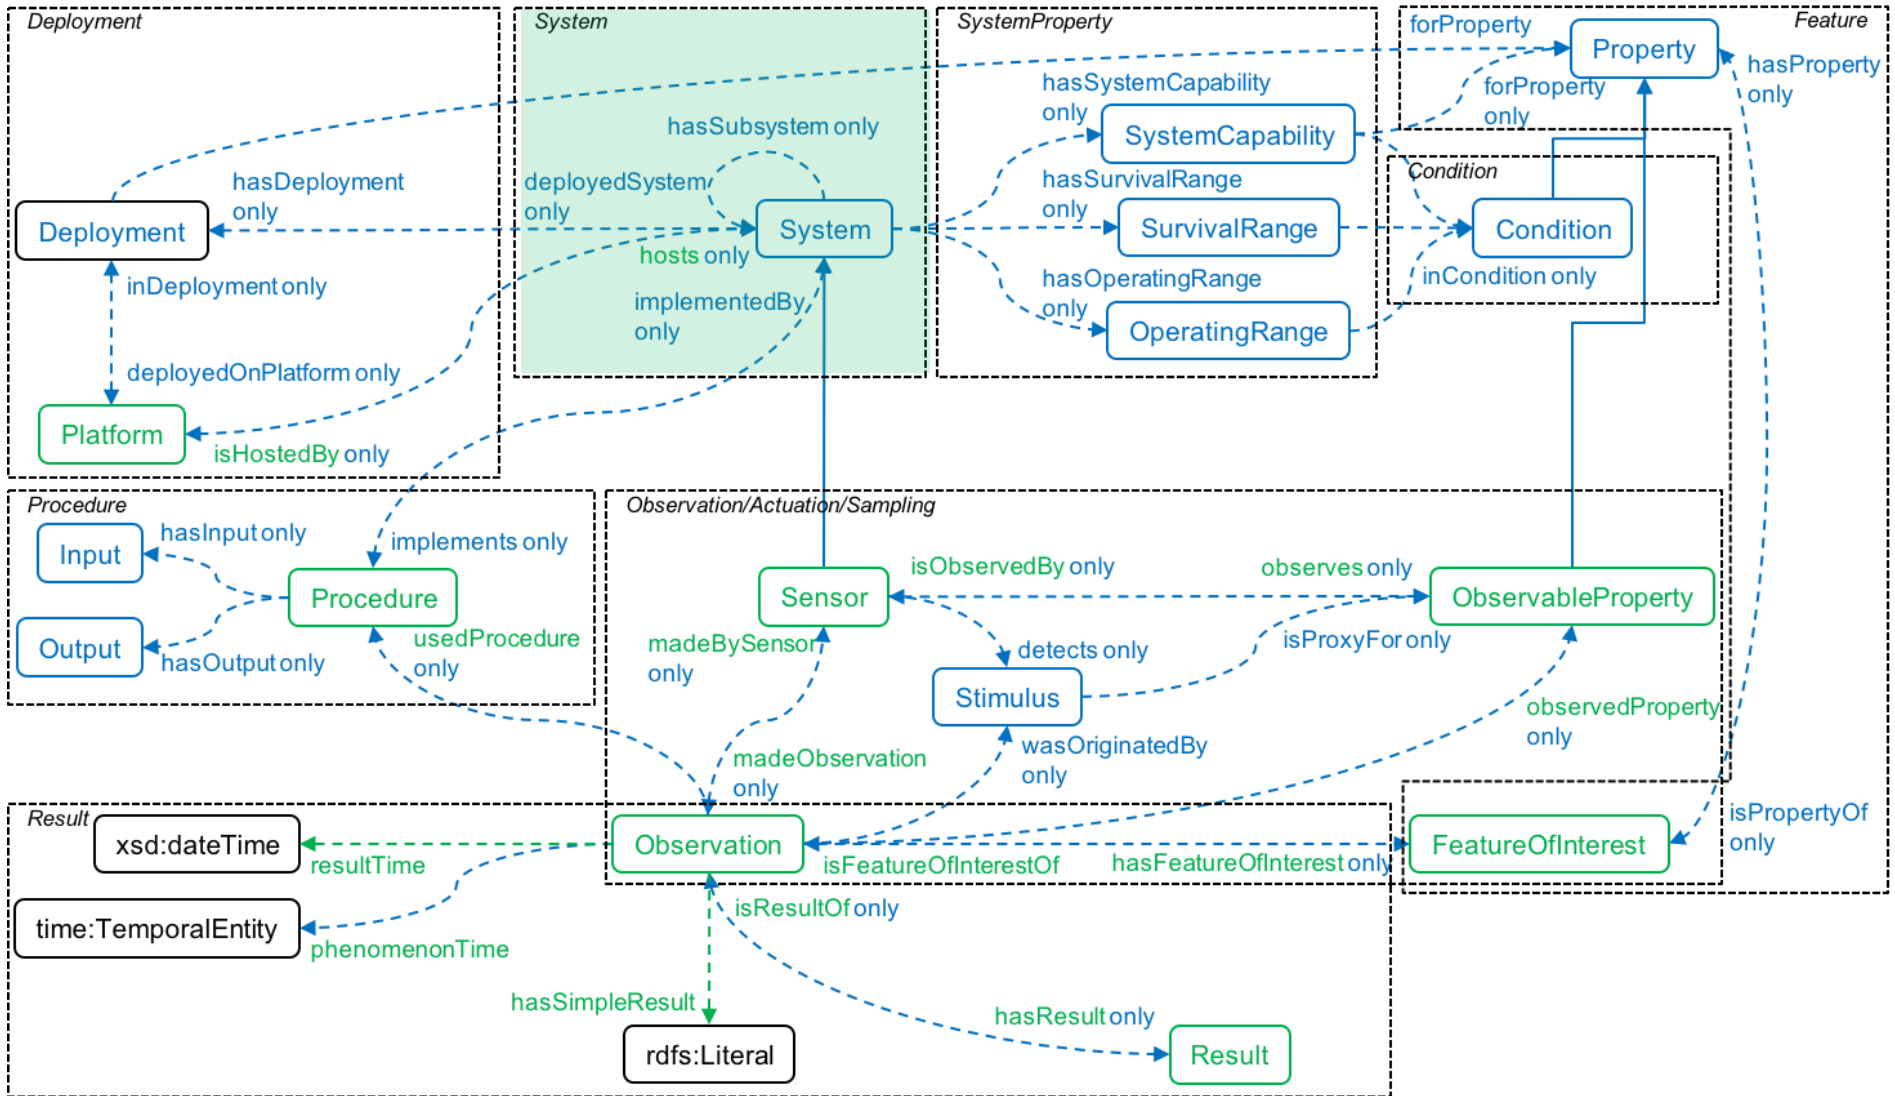 Deployment
System
SystemProperty
Feature
forProperty
Property
hasProperty
only
hasSystemCapability
only
forProperty
only
SystemCapability
hasSubsystem only
Condition
hasDeployment
only
deployedSystem
only
hasSurvivalRange
only
Deployment
System
SurvivalRange
Condition
hosts only
inDeployment only
implementedBy
only
hasOperatingRange
only
inCondition only
OperatingRange
deployedOnPlatform only
Platform
isHostedBy only
Procedure
Observation/Actuation/Sampling
Input
hasInput only
implements only
Procedure
Output
hasOutput only
usedProcedure
only
isObservedBy only
observes only
Sensor
ObservableProperty
madeBySensor
only
detects only
isProxyFor only
Stimulus
observedProperty
only
wasOriginatedBy
only
madeObservation
only
Result
xsd:dateTime
resultTime
Observation
isFeatureOfInterestOf
hasFeatureOfInterest only
FeatureOfInterest
isPropertyOf
only
time:TemporalEntity
phenomenonTime
isResultOf only
hasSimpleResult
hasResult only
rdfs:Literal
Result